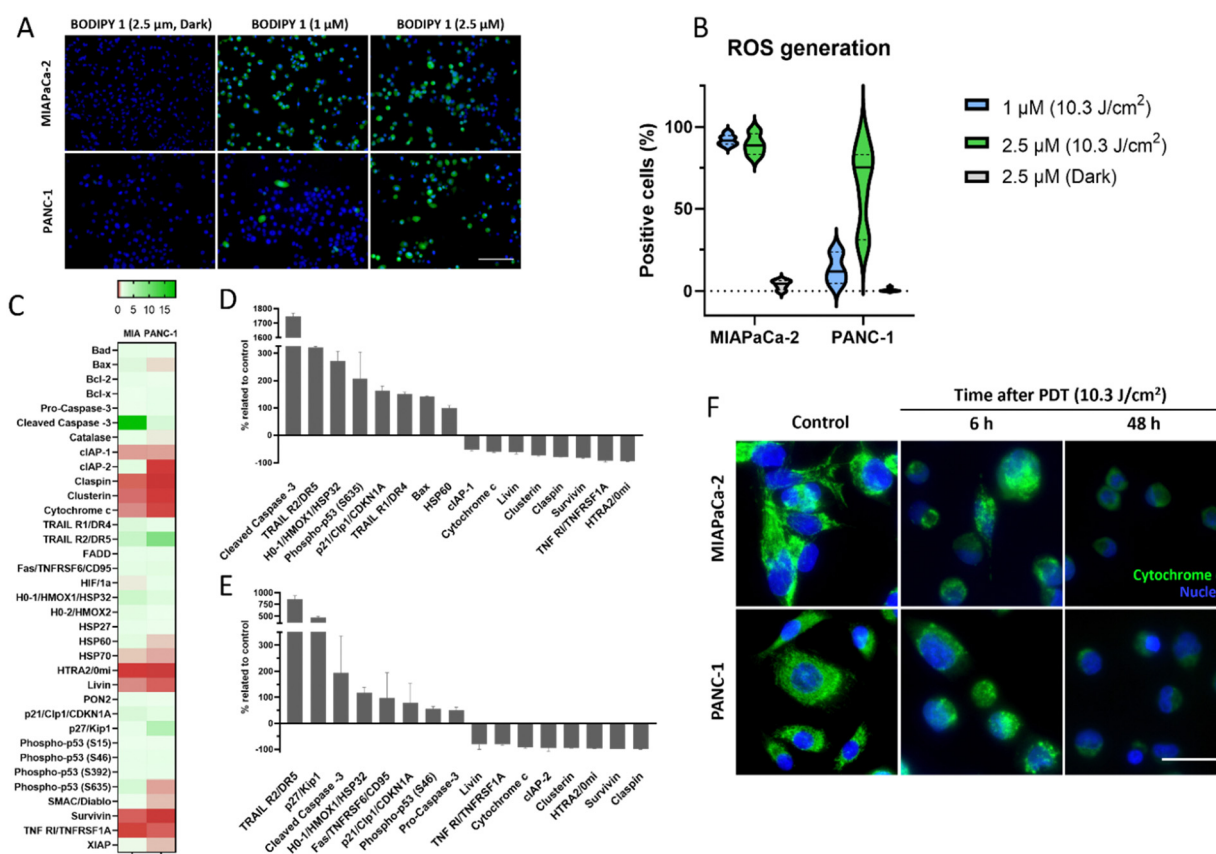 A
BODIPY 1 (2.5 µm, Dark) BODIPY 1 (1 µM) BODIPY 1 (2.5 µM)
MIAPaCa-2
PANC-1
B
ROS generation
Positive cells (%)
100
50
0
MIAPaCa-2 PANC-1
1 µM (10.3 J/cm²)
2.5 µM (10.3 J/cm²)
2.5 µM (Dark)
C
0 5 10 15
MIA PANC-1
Bad
Bax
Bcl-2
Bcl-x
Pro-Caspase-3
Cleaved Caspase -3
Catalase
cIAP-1
cIAP-2
Claspin
Clusterin
Cytochrome c
TRAIL R1/DR4
TRAIL R2/DR5
FADD
Fas/TNFRSF6/CD95
HIF/1a
H0-1/HMOX1/HSP32
H0-2/HMOX2
HSP27
HSP60
HSP70
HTRA2/0mi
Livin
PON2
p21/Clp1/CDKN1A
p27/Kip1
Phospho-p53 (S15)
Phospho-p53 (S46)
Phospho-p53 (S392)
Phospho-p53 (S635)
SMAC/Diablo
Survivin
TNF RI/TNFRSF1A
XIAP
D
% related to control
1800
1700
1600
300
200
100
0
-100
Cleaved Caspase -3
TRAIL R2/DR5
H0-1/HMOX1/HSP32
Phospho-p53 (S635)
p21/Clp1/CDKN1A
TRAIL R1/DR4
Bax
HSP60
cIAP-1
Cytochrome c
Livin
Clusterin
Claspin
Survivin
TNF RI/TNFRSF1A
HTRA2/0mi
E
% related to control
1000
750
500
300
200
100
0
-100
TRAIL R2/DR5
p27/Kip1
Cleaved Caspase -3
H0-1/HMOX1/HSP32
Fas/TNFRSF6/CD95
p21/Clp1/CDKN1A
Phospho-p53 (S46)
Pro-Caspase-3
Livin
TNF RI/TNFRSF1A
Cytochrome c
cIAP-2
Clusterin
HTRA2/0mi
Survivin
Claspin
F
Time after PDT (10.3 J/cm²)
Control 6 h 48 h
MIAPaCa-2
Cytochrome
Nucle
PANC-1